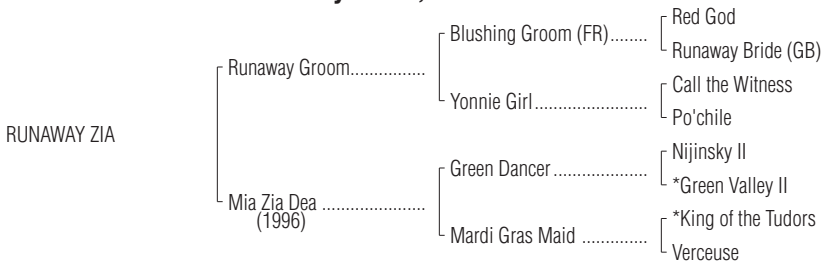 Red God
Blushing Groom (FR)........
Runaway Bride (GB)
Runaway Groom................
Call the Witness
Yonnie Girl........................
Po'chile
RUNAWAY ZIA
Nijinsky II
Green Dancer ....................
*Green Valley II
Mia Zia Dea ......................
(1996)
*King of the Tudors
Mardi Gras Maid ..............
Verceuse